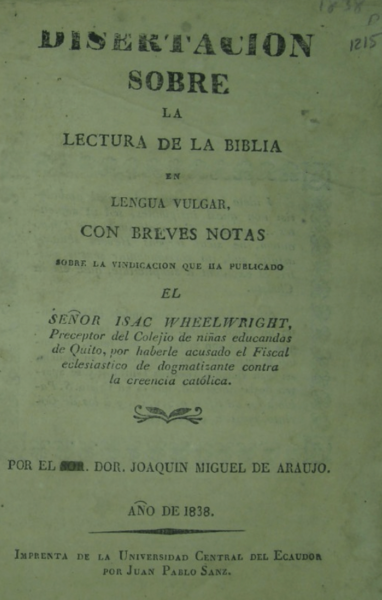 1838
1215
DISERTACION
SOBRE
LA
LECTURA DE LA BIBLIA
EN
LENGUA VULGAR,
CON BREVES NOTAS
SOBRE LA VINDICACION QUE HA PUBLICADO
EL
SEÑOR ISAC WHEELWRIGHT,
Preceptor del Colejio de niñas educandas
de Quito, por haberle acusado el Fiscal
eclesiastico de dogmatizante contra
la creencia católica.
POR EL DOR. JOAQUIN MIGUEL DE ARAUJO.
AÑO DE 1838.
IMPRENTA DE LA UNIVERSIDAD CENTRAL DEL ECAUDOR
POR JUAN PABLO SANZ.